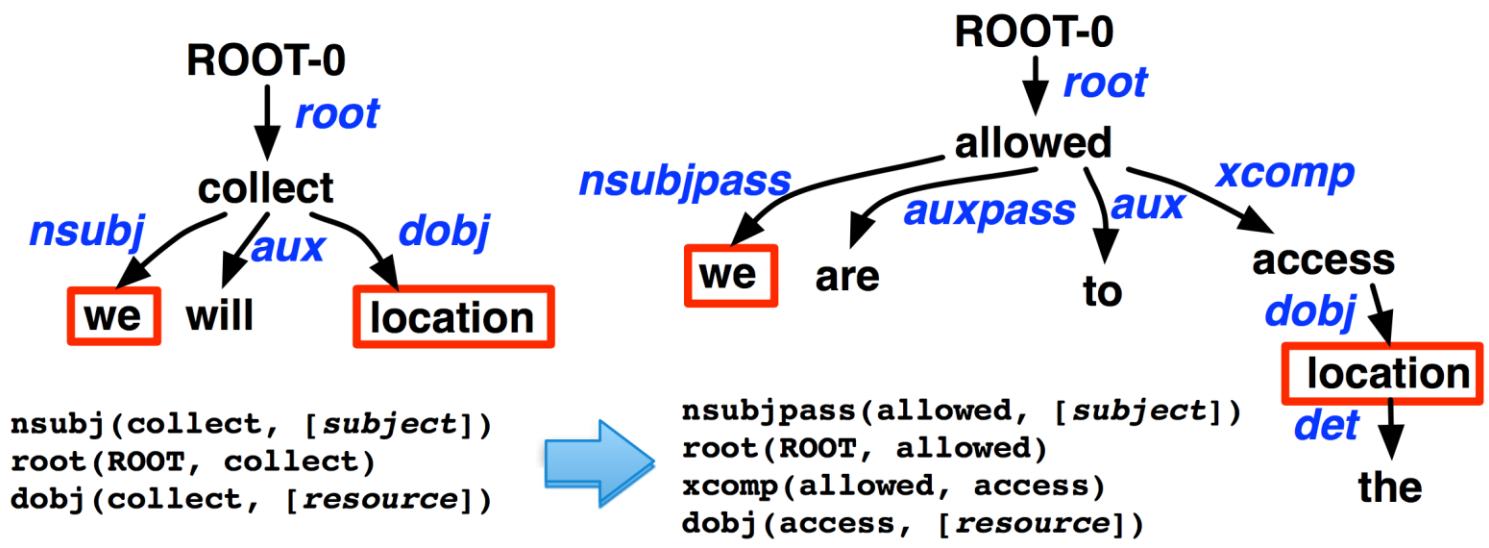 ROOT-0
root
collect
nsubj
aux
dobj
we
will
location
nsubj(collect, [subject])
root(ROOT, collect)
dobj(collect, [resource])
ROOT-0
root
allowed
nsubjpass
auxpass
aux
xcomp
we
are
to
access
dobj
location
det
the
nsubjpass(allowed, [subject])
root(ROOT, allowed)
xcomp(allowed, access)
dobj(access, [resource])